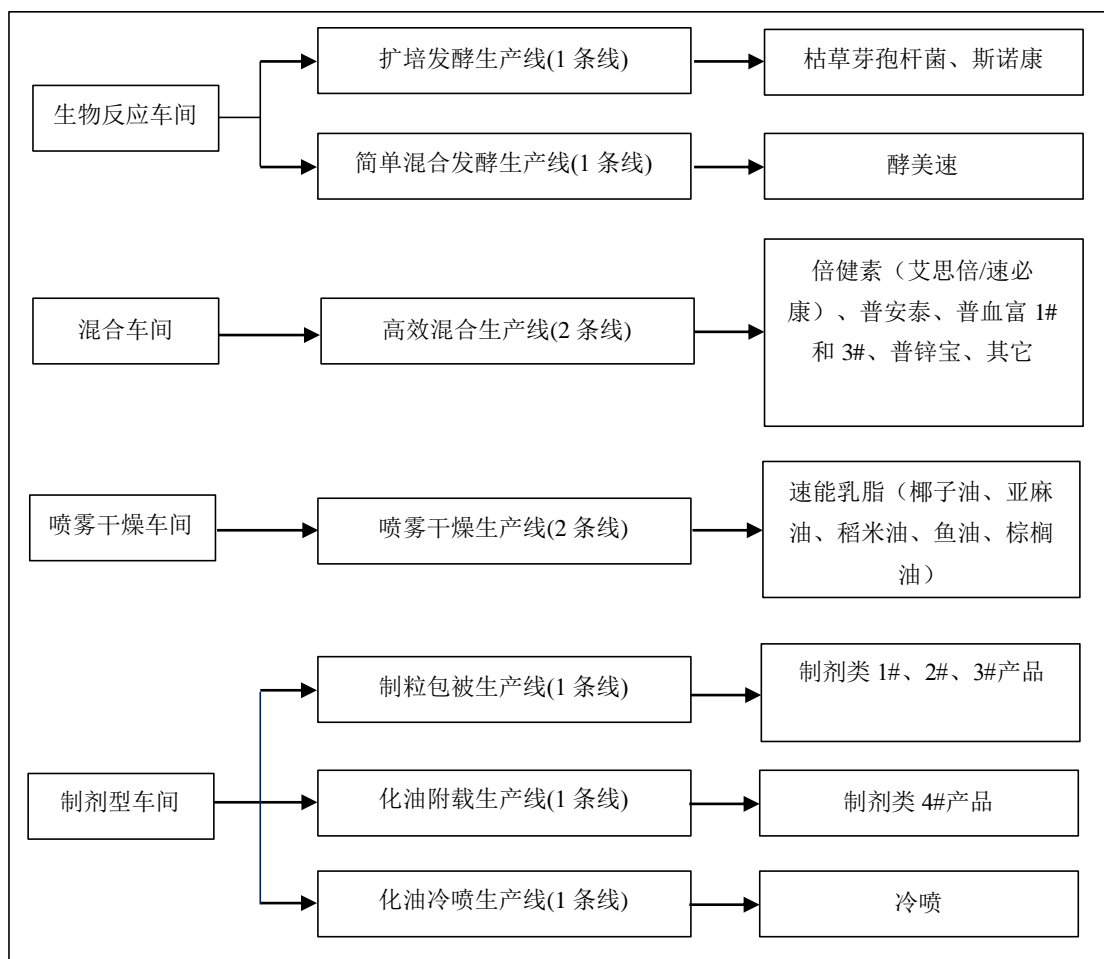 生物反应车间
扩培发酵生产线(1 条线)
枯草芽孢杆菌、斯诺康
简单混合发酵生产线(1 条线)
酵美速
混合车间
高效混合生产线(2 条线)
倍健素（艾思倍/速必
康）、普安泰、普血富 1#
和 3#、普锌宝、其它
喷雾干燥车间
喷雾干燥生产线(2 条线)
速能乳脂（椰子油、亚麻
油、稻米油、鱼油、棕榈
油）
制剂型车间
制粒包被生产线(1 条线)
制剂类 1#、2#、3#产品
化油附载生产线(1 条线)
制剂类 4#产品
化油冷喷生产线(1 条线)
冷喷